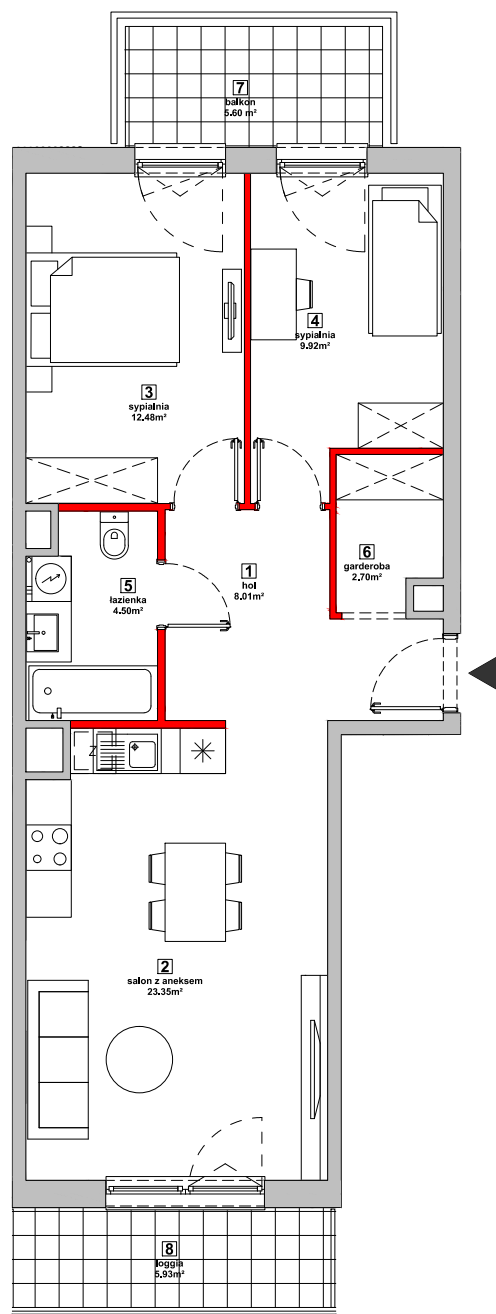 7
balkon
5.60 m²
4
sypialnia
9.92m²
3
sypialnia
12.48m²
6
garderoba
2.70m²
1
hol
8.01m²
5
łazienka
4.50m²
Z
2
salon z aneksem
23.35m²
8
loggia
5.93m²